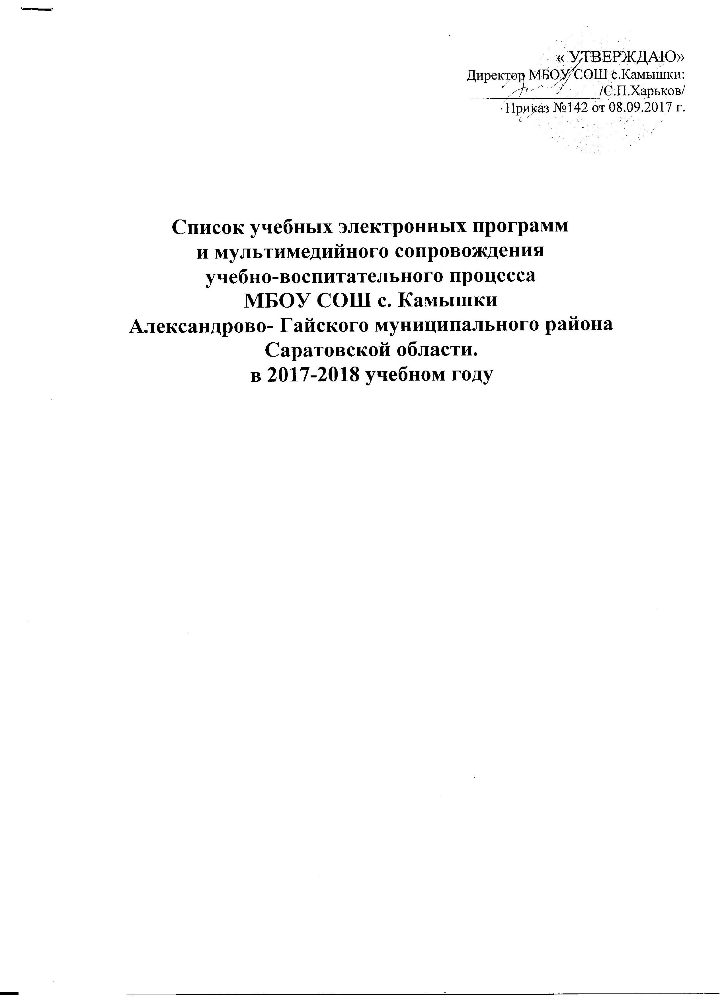 « УТВЕРЖДАЮ»
Директор МБОУ СОШ с.Камышки:
/С.П.Харьков/
Приказ №142 от 08.09.2017 г.
Список учебных электронных программ
и мультимедийного сопровождения
учебно-воспитательного процесса
МБОУ СОШ с. Камышки
Александрово- Гайского муниципального района
Саратовской области.
в 2017-2018 учебном году